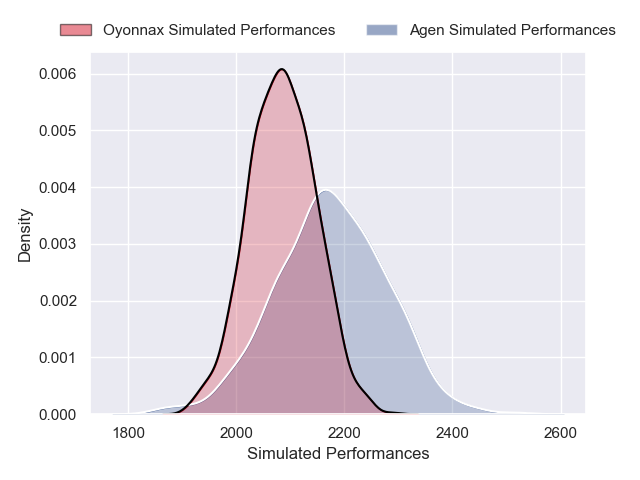 Oyonnax Simulated Performances Agen Simulated Performances
0.006
0.005
0.004
0.003
0.002
0.001
0.000
Density
1800 2000 2200 2400 2600
Simulated Performances